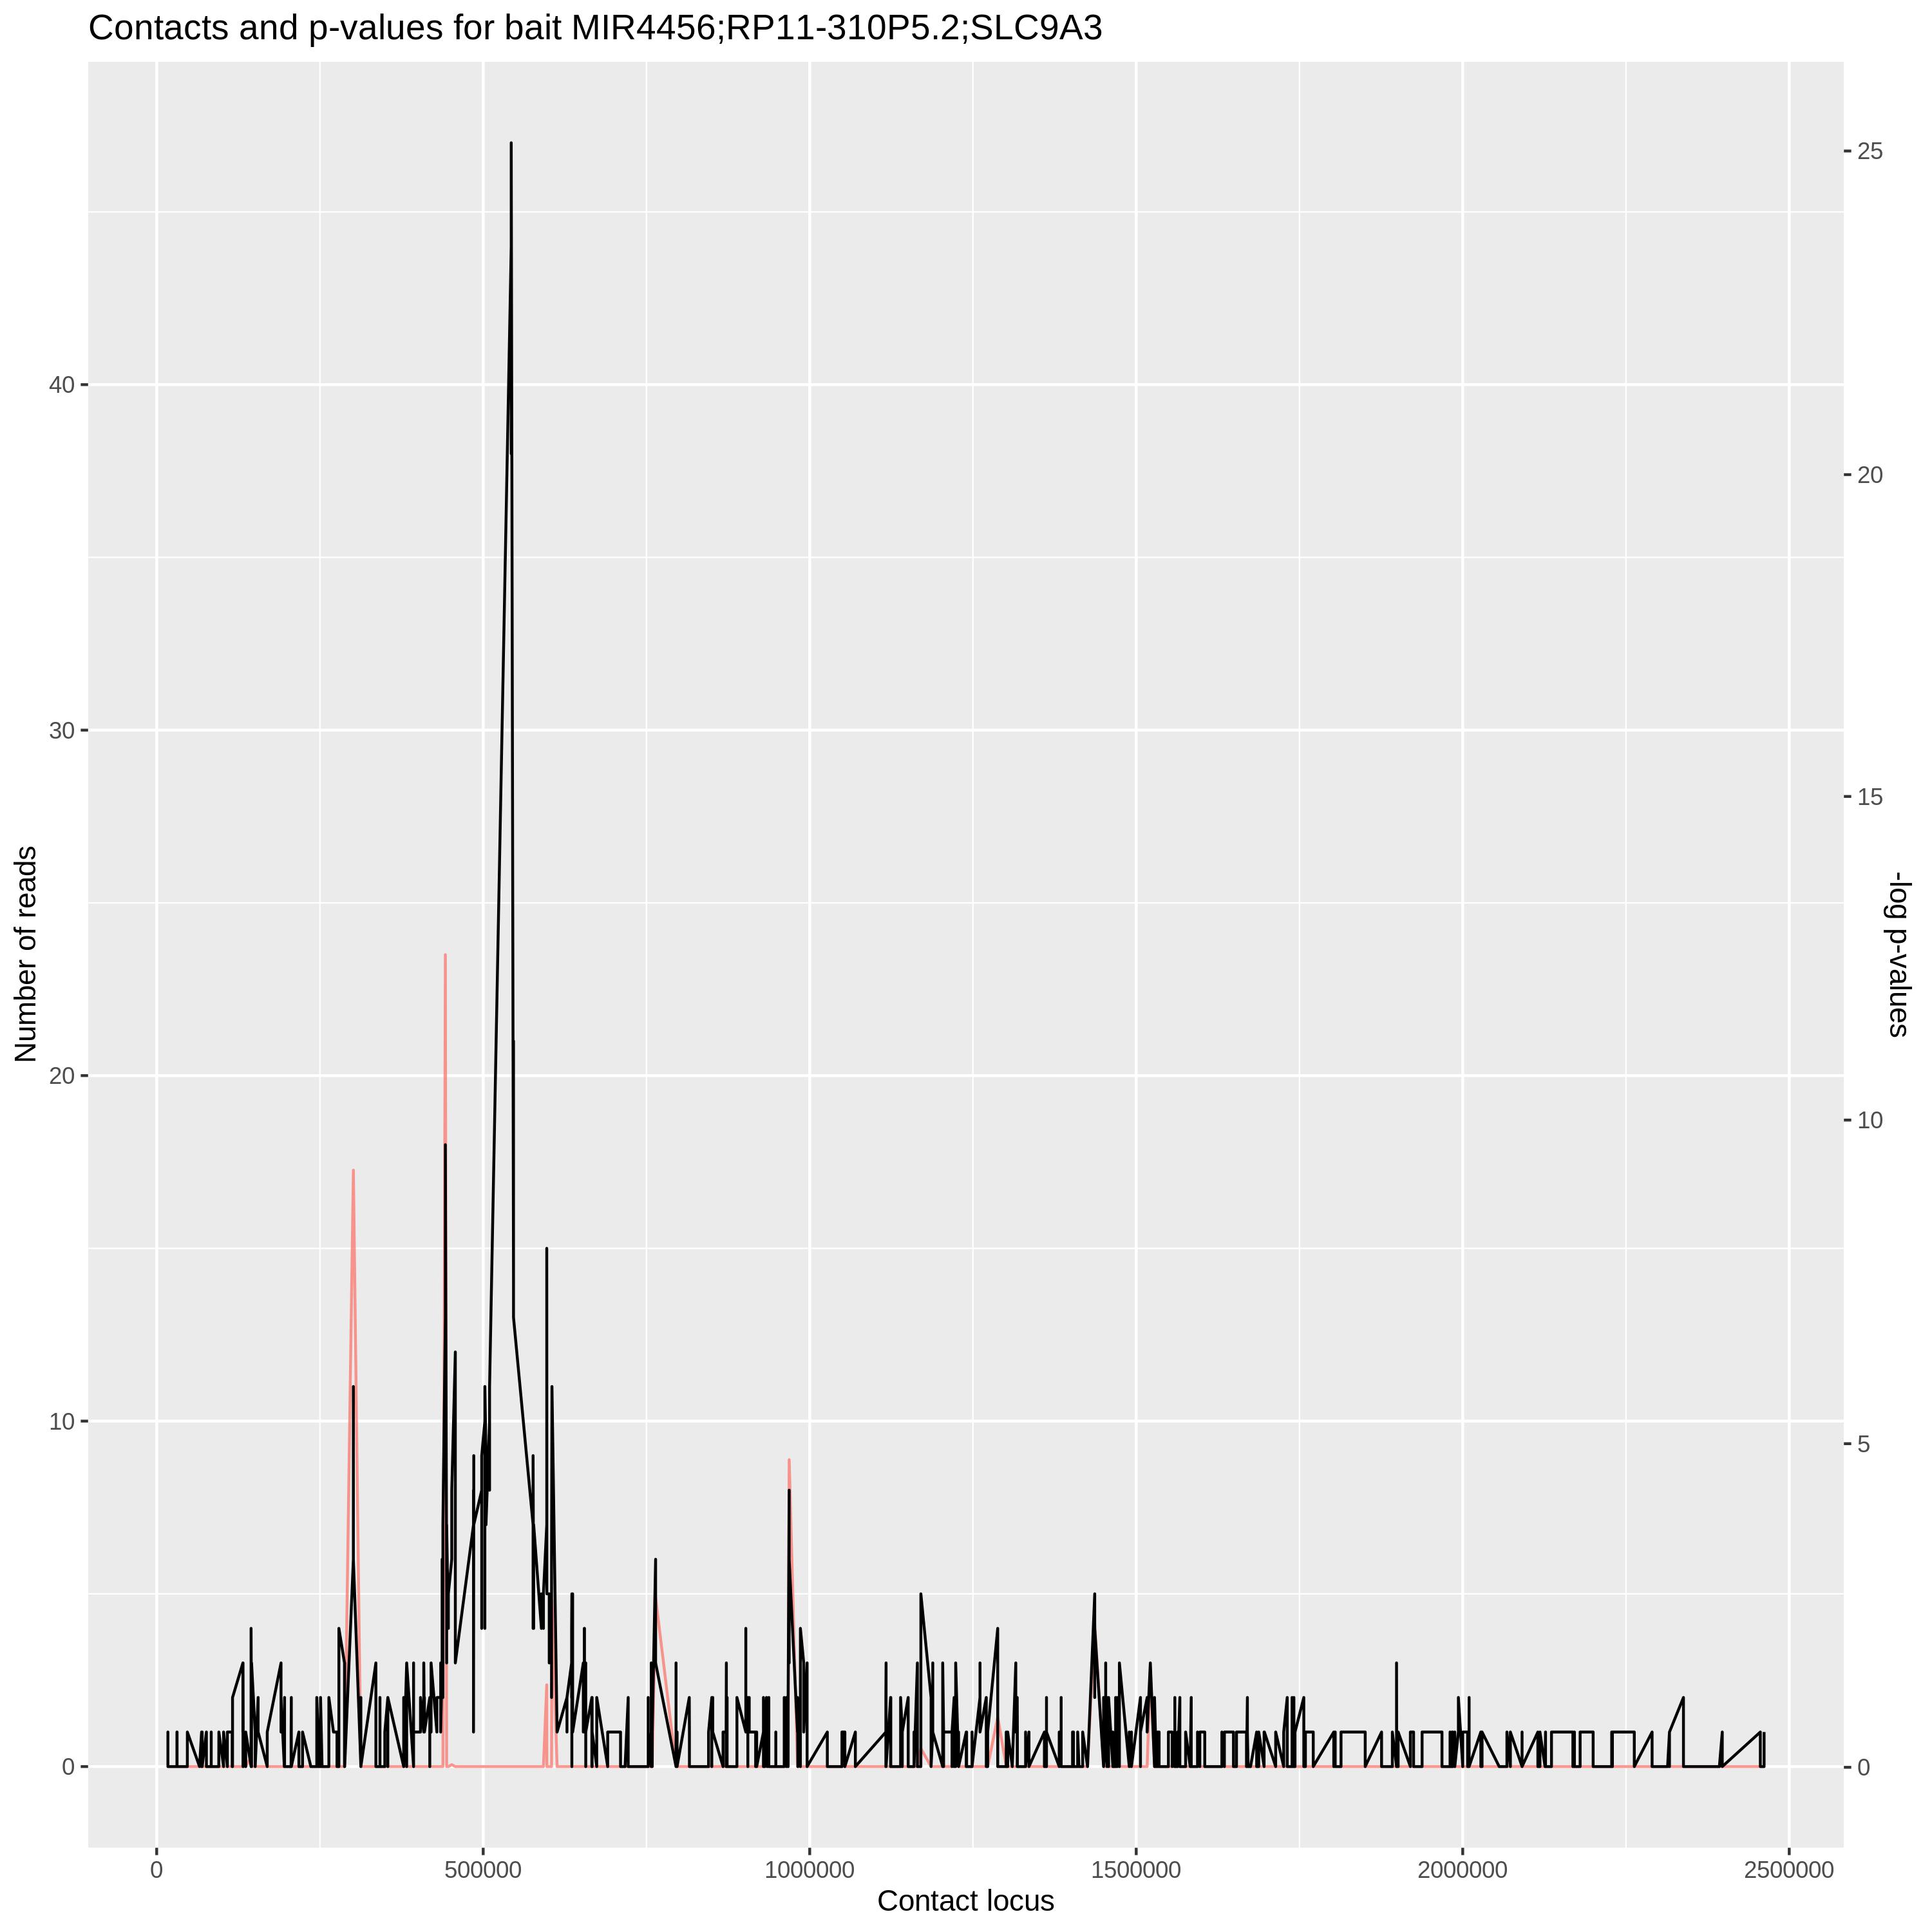 Contacts and p-values for bait MIR4456;RP11-310P5.2;SLC9A3
Number of reads
40
30
20
10
0
25
20
15
10
5
0
-log p-values
0 500000 1000000 1500000 2000000 2500000
Contact locus